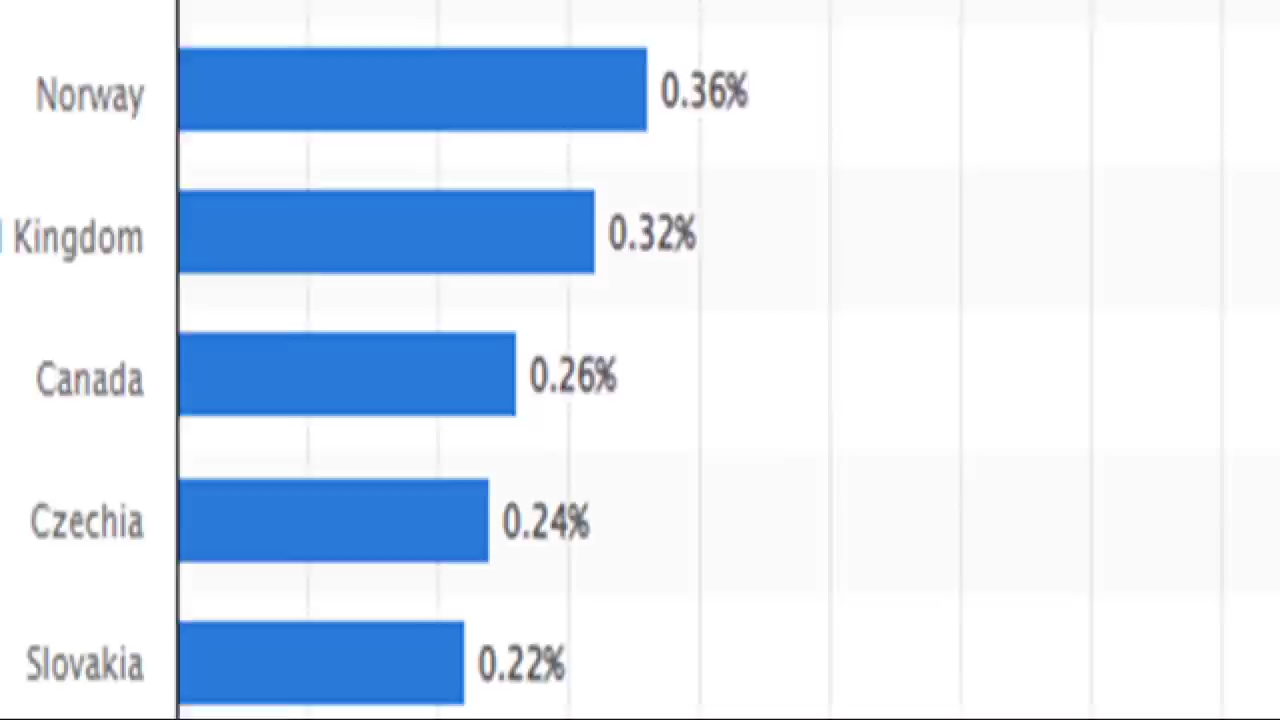 Norway 0.36%
Kingdom 0.32%
Canada 0.26%
Czechia 0.24%
Slovakia 0.22%